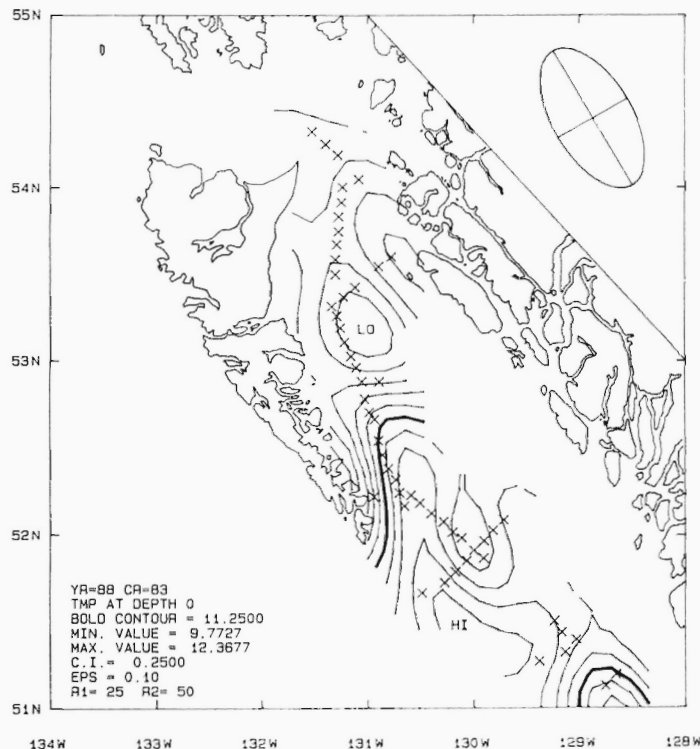 55N
54N
LO
53N
52N
YR=88 CR=83
TMP AT DEPTH 0
BOLD CONTOUR = 11.2500
MIN. VALUE = 9.7727
MAX. VALUE = 12.3677
C.I.= 0.2500
EPS = 0.10
R1= 25 R2= 50
HI
51N
134W 133W 132W 131W 130W 129W 128W